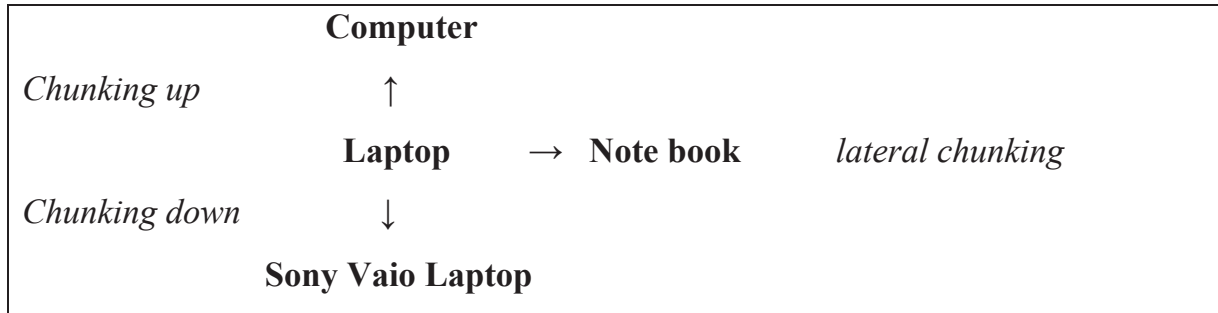 Computer
Chunking up ↑
Laptop → Note book lateral chunking
Chunking down ↓
Sony Vaio Laptop